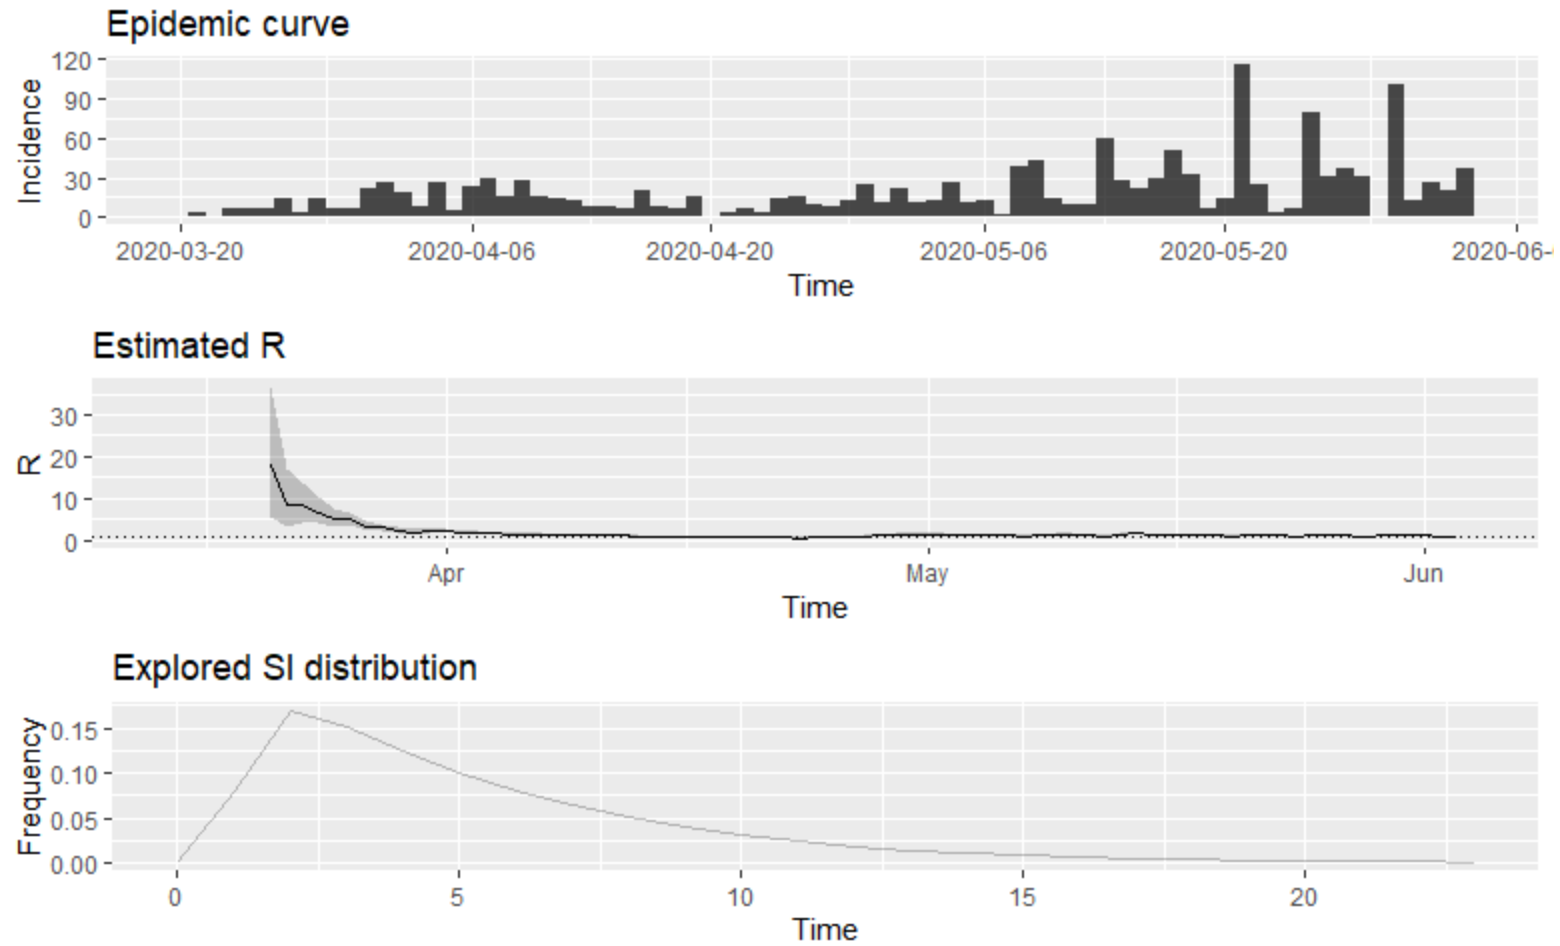 Epidemic curve
120
90
60
30
0
Incidence
2020-03-20 2020-04-06 2020-04-20 2020-05-06 2020-05-20 2020-06-
Time
Estimated R
30
20
10
0
R
Apr May Jun
Time
Explored SI distribution
0.15
0.10
0.05
0.00
Frequency
0 5 10 15 20
Time